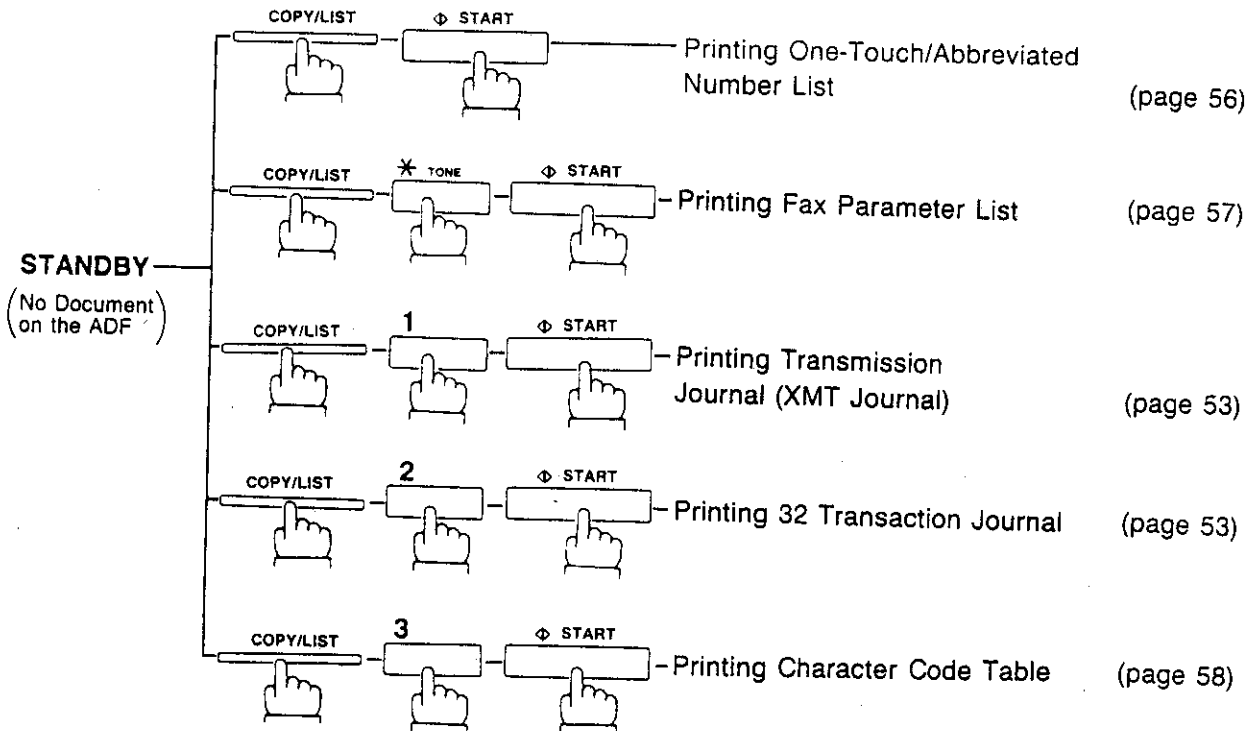 COPY/LIST ⟐ START
Printing One-Touch/Abbreviated
Number List (page 56)
COPY/LIST * TONE ⟐ START
Printing Fax Parameter List (page 57)
STANDBY
(No Document
on the ADF)
COPY/LIST 1 ⟐ START
Printing Transmission
Journal (XMT Journal) (page 53)
COPY/LIST 2 ⟐ START
Printing 32 Transaction Journal (page 53)
COPY/LIST 3 ⟐ START
Printing Character Code Table (page 58)